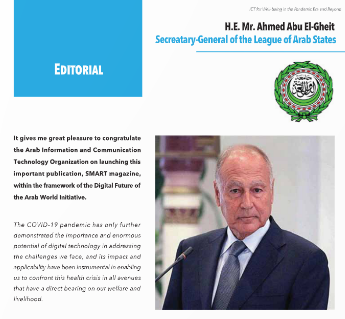 ICT for Well-being in the Pandemic Era and Beyond
H.E. Mr. Ahmed Abu El-Gheit
Secreatary-General of the League of Arab States
EDITORIAL
It gives me great pleasure to congratulate
the Arab Information and Communication
Technology Organization on launching this
important publication, SMART magazine,
within the framework of the Digital Future of
the Arab World Initiative.
The COVID-19 pandemic has only further
demonstrated the importance and enormous
potential of digital technology in addressing
the challenges we face, and its impact and
applicability have been instrumental in enabling
us to confront this health crisis in all avenues
that have a direct bearing on our welfare and
livelihood.